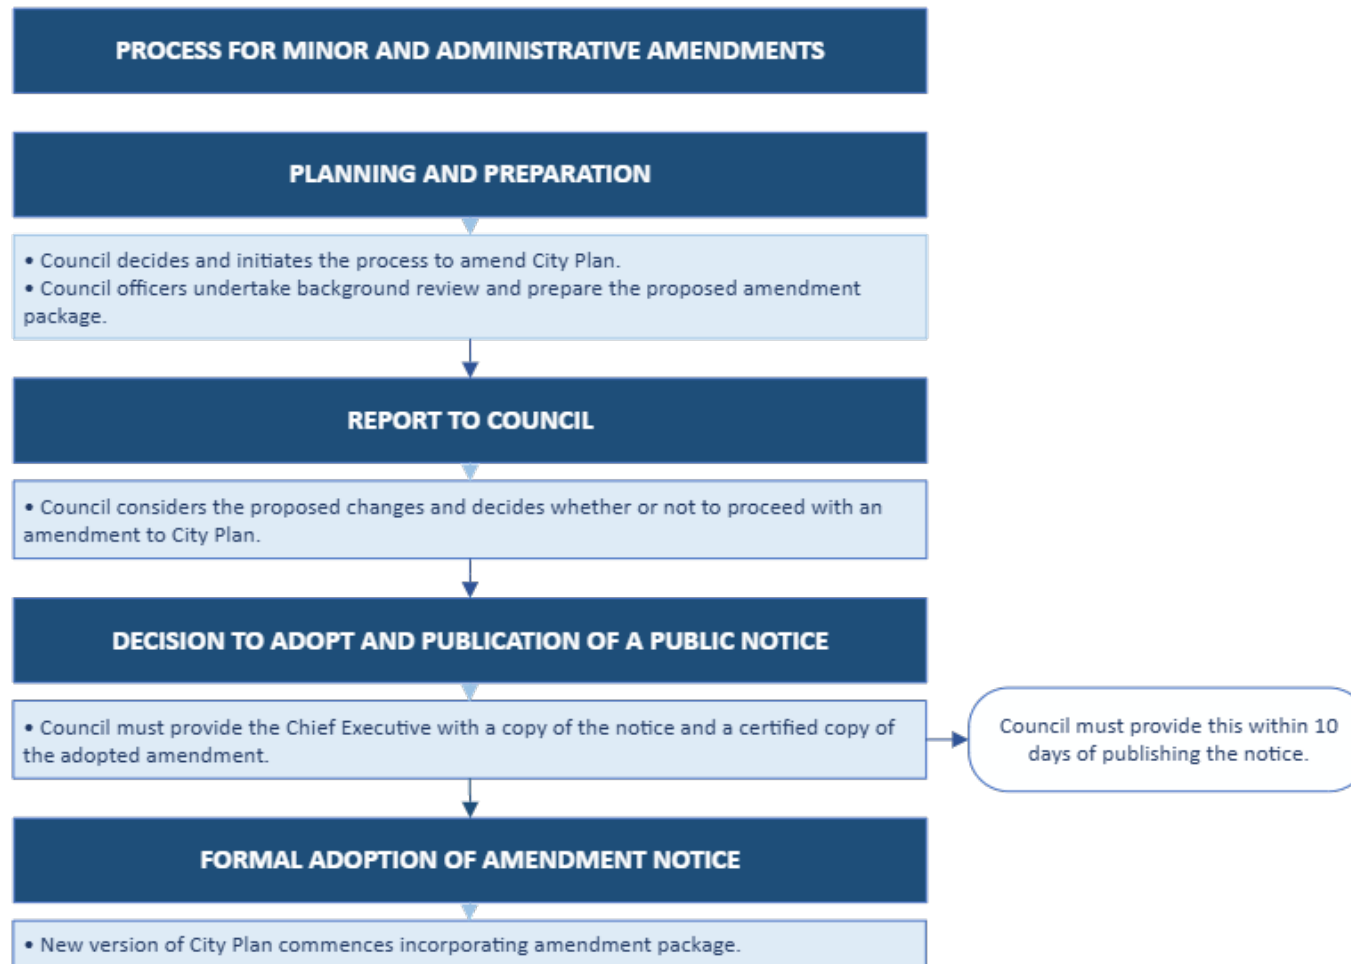 PROCESS FOR MINOR AND ADMINISTRATIVE AMENDMENTS
PLANNING AND PREPARATION
• Council decides and initiates the process to amend City Plan.
• Council officers undertake background review and prepare the proposed amendment
package.
REPORT TO COUNCIL
• Council considers the proposed changes and decides whether or not to proceed with an
amendment to City Plan.
DECISION TO ADOPT AND PUBLICATION OF A PUBLIC NOTICE
• Council must provide the Chief Executive with a copy of the notice and a certified copy of
the adopted amendment.
Council must provide this within 10
days of publishing the notice.
FORMAL ADOPTION OF AMENDMENT NOTICE
• New version of City Plan commences incorporating amendment package.